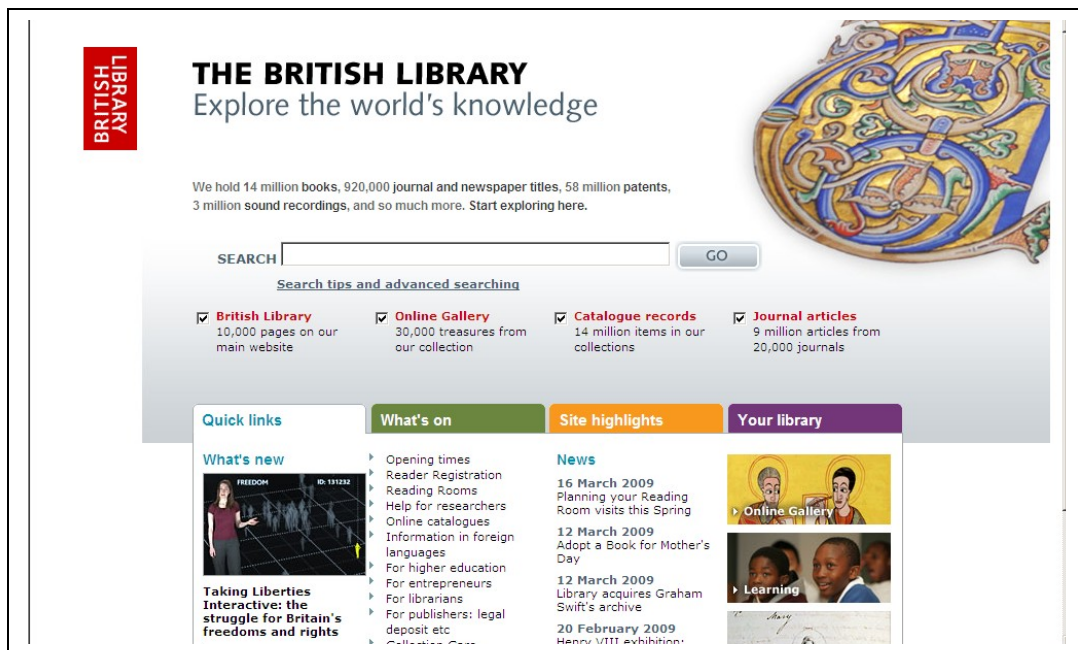 LIBRARY
BRITISH
THE BRITISH LIBRARY
Explore the world's knowledge
We hold 14 million books, 920,000 journal and newspaper titles, 58 million patents,
3 million sound recordings, and so much more. Start exploring here.
SEARCH
GO
Search tips and advanced searching
British Library
10,000 pages on our
main website
Online Gallery
30,000 treasures from
our collection
Catalogue records
14 million items in our
collections
Journal articles
9 million articles from
20,000 journals
Quick links
What's on
Site highlights
Your library
What's new
FREEDOM
ID: 131232
Taking Liberties
Interactive: the
struggle for Britain's
freedoms and rights
Opening times
Reader Registration
Reading Rooms
Help for researchers
Online catalogues
Information in foreign
languages
For higher education
For entrepreneurs
For librarians
For publishers: legal
deposit etc
Collection Care
News
16 March 2009
Planning your Reading
Room visits this Spring
12 March 2009
Adopt a Book for Mother's
Day
12 March 2009
Library acquires Graham
Swift's archive
20 February 2009
Henry VIII exhibition:
Online Gallery
Learning
Mary